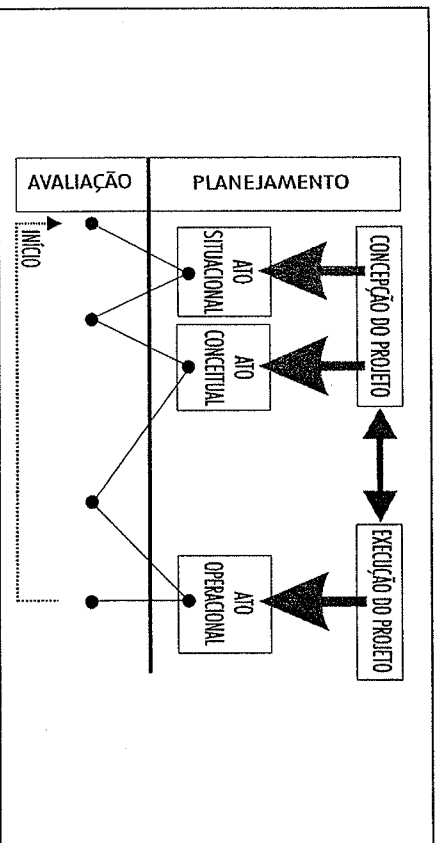 PLANEJAMENTO
AVALIAÇÃO
CONCEPÇÃO DO PROJETO
EXECUÇÃO DO PROJETO
ATO
SITUACIONAL
ATO
CONCEITUAL
ATO
OPERACIONAL
INÍCIO